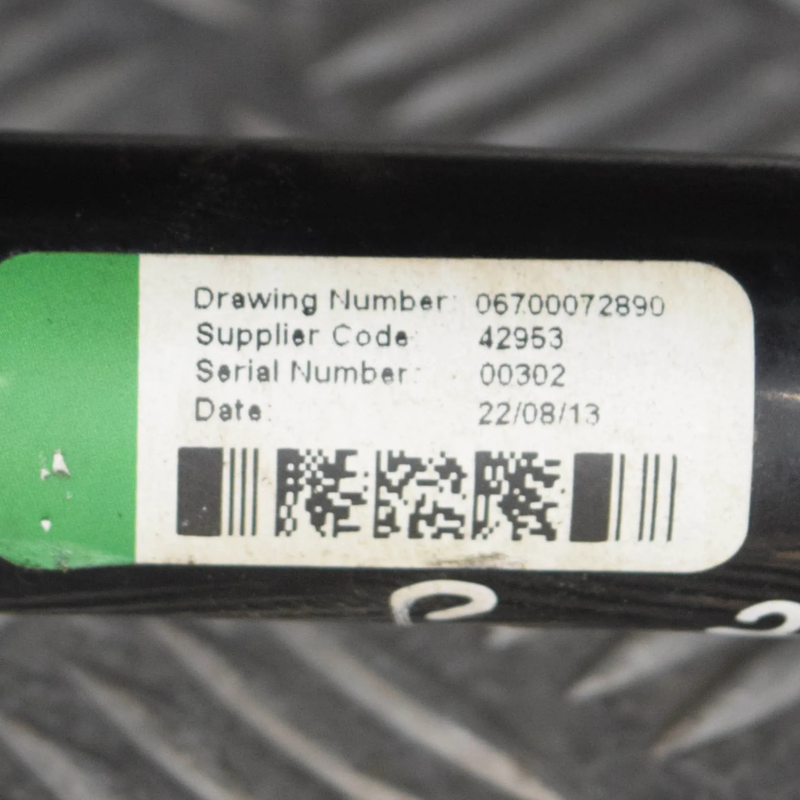 Drawing Number: 06700072890
Supplier Code: 42953
Serial Number: 00302
Date: 22/08/13